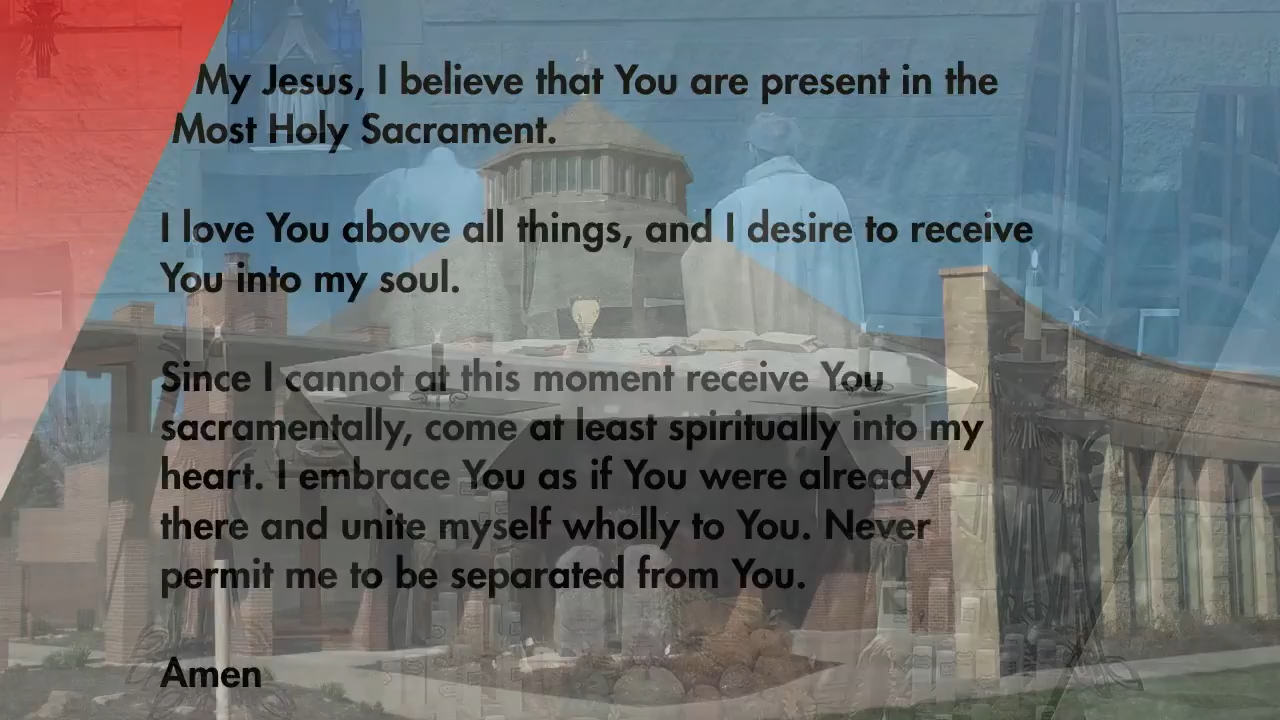 My Jesus, I believe that You are present in the
Most Holy Sacrament.
I love You above all things, and I desire to receive
You into my soul.
Since I cannot at this moment receive You
sacramentally, come at least spiritually into my
heart. I embrace You as if You were already
there and unite myself wholly to You. Never
permit me to be separated from You.
Amen